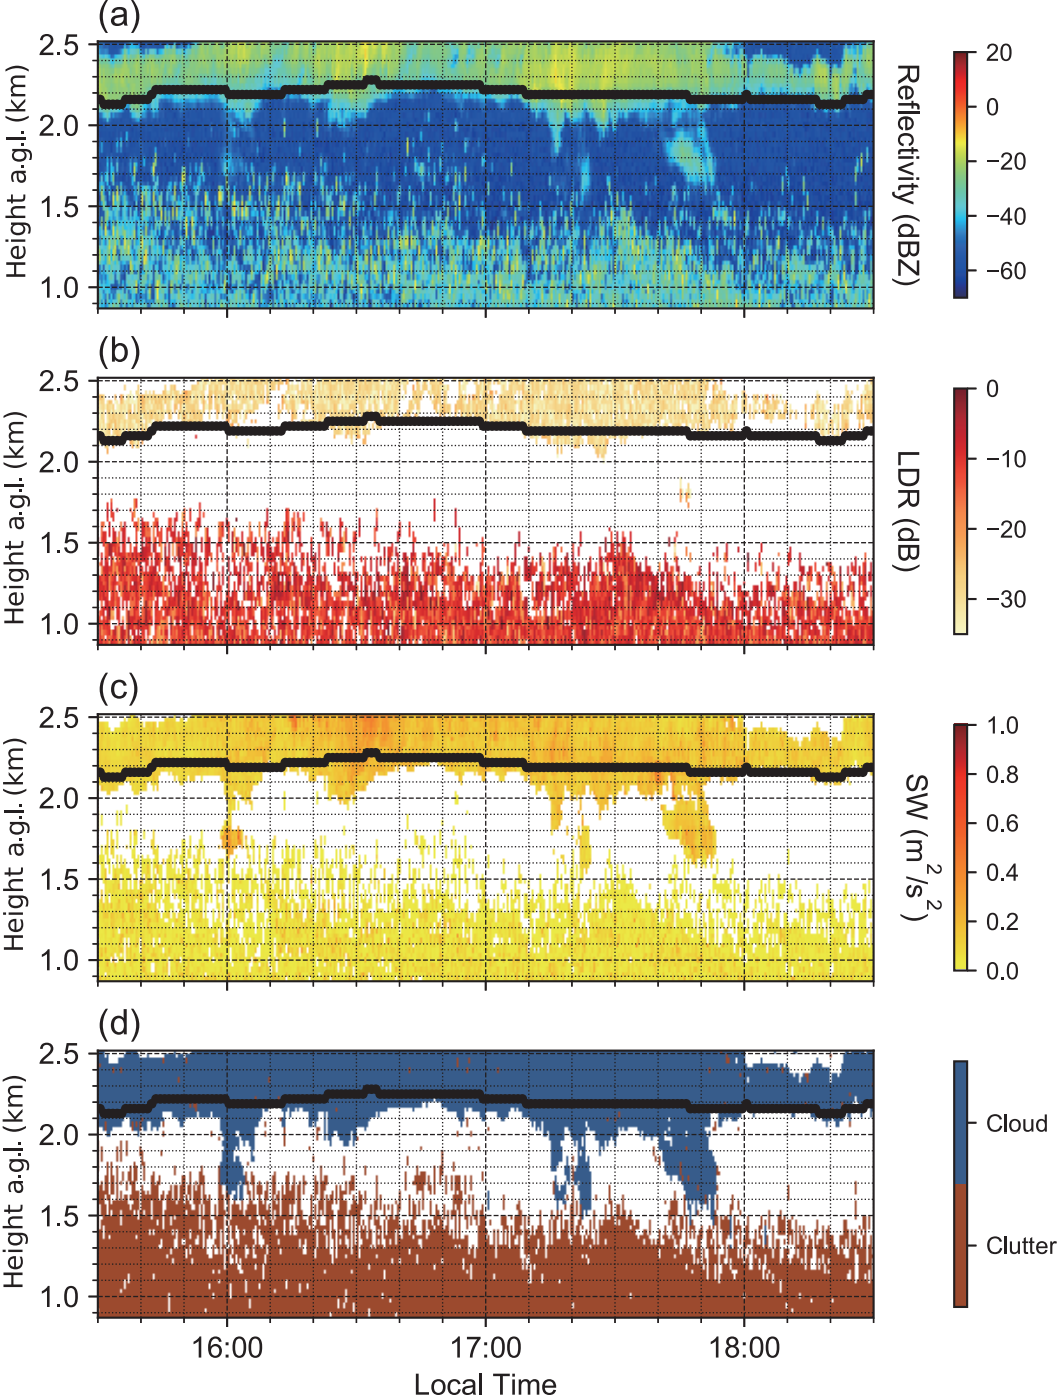 (a)
2.5
2.0
1.5
1.0
Height a.g.l. (km)
20
0
−20
−40
−60
Reflectivity (dBZ)
(b)
2.5
2.0
1.5
1.0
Height a.g.l. (km)
0
−10
−20
−30
LDR (dB)
(c)
2.5
2.0
1.5
1.0
Height a.g.l. (km)
1.0
0.8
0.6
0.4
0.2
0.0
SW (m²/s²)
(d)
2.5
2.0
1.5
1.0
Height a.g.l. (km)
Cloud
Clutter
16:00 17:00 18:00
Local Time